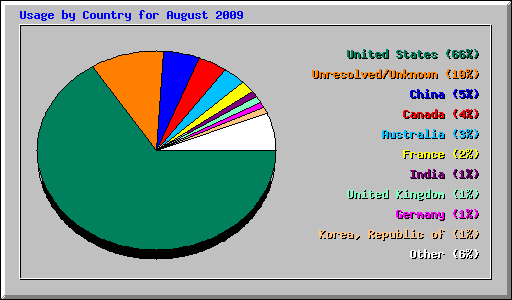 Usage by Country for August 2009
United States (66%)
Unresolved/Unknown (10%)
China (5%)
Canada (4%)
Australia (3%)
France (2%)
India (1%)
United Kingdom (1%)
Germany (1%)
Korea, Republic of (1%)
Other (6%)